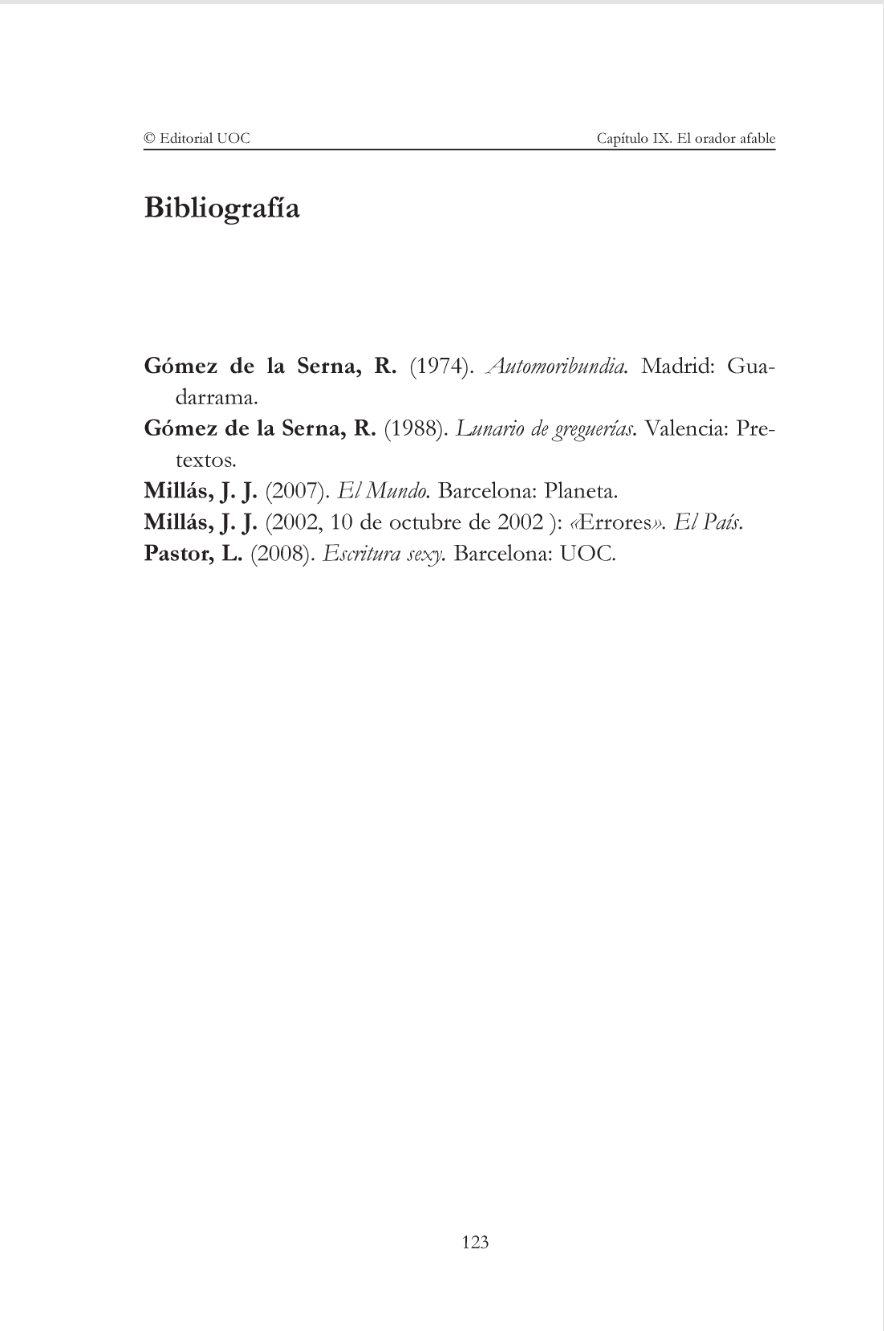 © Editorial UOC Capítulo IX. El orador afable
Bibliografía
Gómez de la Serna, R. (1974). Automoribundia. Madrid: Gua-
darrama.
Gómez de la Serna, R. (1988). Lunario de greguerías. Valencia: Pre-
textos.
Millás, J. J. (2007). El Mundo. Barcelona: Planeta.
Millás, J. J. (2002, 10 de octubre de 2002 ): «Errores». El País.
Pastor, L. (2008). Escritura sexy. Barcelona: UOC.
123